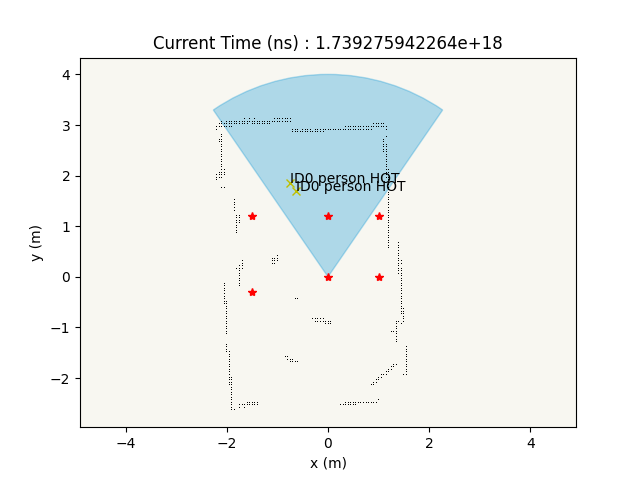 Current Time (ns) : 1.739275942264e+18
4
3
2
1
0
−1
−2
y (m)
ID0 person HOT
ID0 person HOT
−4
−2
0
2
4
x (m)